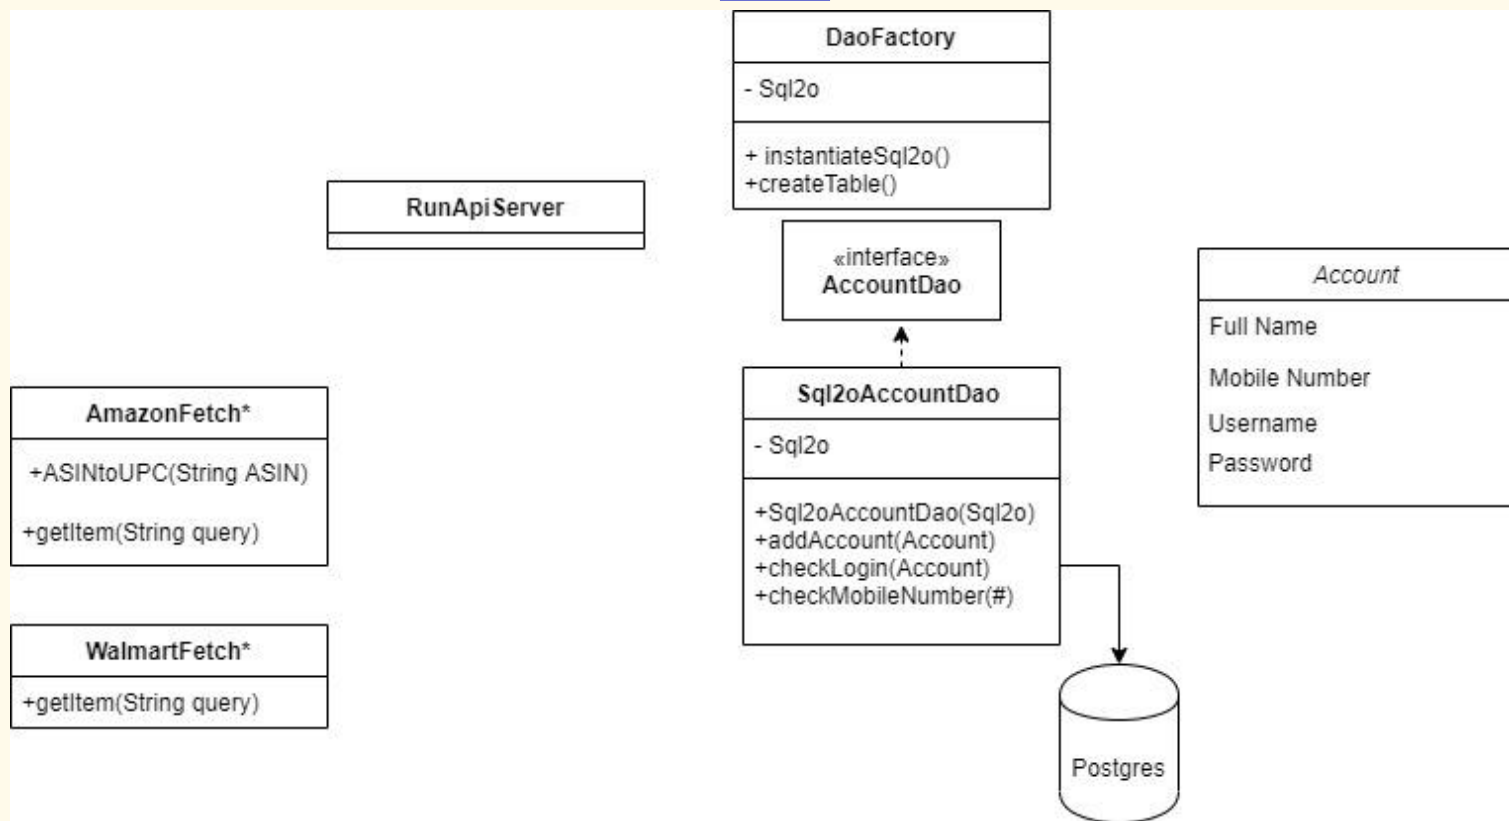 DaoFactory
- Sql2o
+ instantiateSql2o()
+createTable()
RunApiServer
«interface»
AccountDao
Account
Full Name
Mobile Number
Username
Password
Sql2oAccountDao
- Sql2o
+Sql2oAccountDao(Sql2o)
+addAccount(Account)
+checkLogin(Account)
+checkMobileNumber(#)
AmazonFetch*
+ASINtoUPC(String ASIN)
+getItem(String query)
WalmartFetch*
+getItem(String query)
Postgres